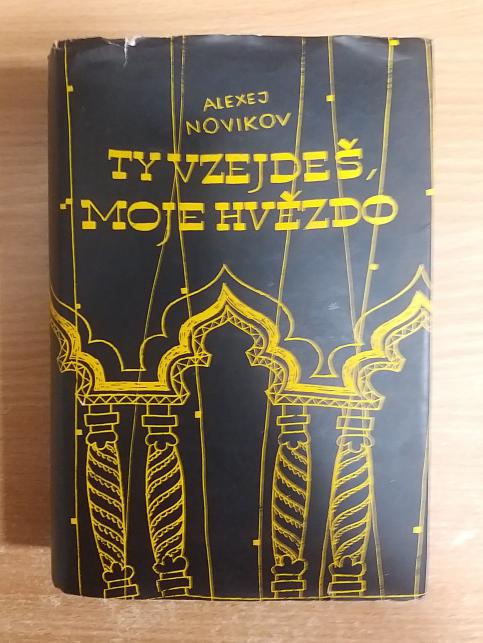 ALEXEJ
NOVIKOV
TY VZEJDEŠ,
MOJE HVĚZDO